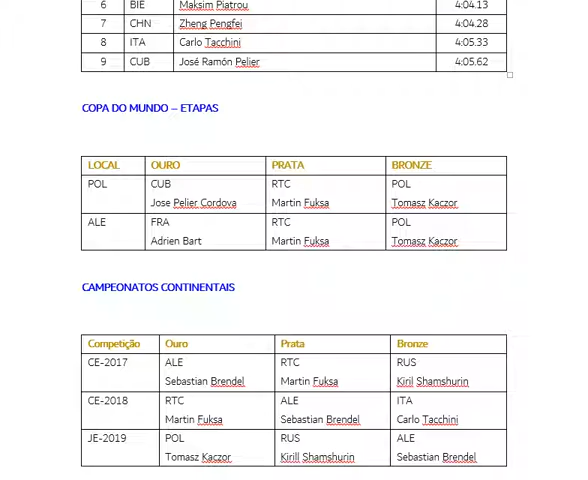 6 BIE Maksim Piatrou 4:04.13
7 CHN Zheng Pengfei 4:04.28
8 ITA Carlo Tacchini 4:05.33
9 CUB José Ramón Pelier 4:05.62
COPA DO MUNDO – ETAPAS
LOCAL OURO PRATA BRONZE
POL CUB RTC POL
Jose Pelier Cordova Martin Fuksa Tomasz Kaczor
ALE FRA RTC POL
Adrien Bart Martin Fuksa Tomasz Kaczor
CAMPEONATOS CONTINENTAIS
Competição Ouro Prata Bronze
CE-2017 ALE RTC RUS
Sebastian Brendel Martin Fuksa Kiril Shamshurin
CE-2018 RTC ALE ITA
Martin Fuksa Sebastian Brendel Carlo Tacchini
JE-2019 POL RUS ALE
Tomasz Kaczor Kirill Shamshurin Sebastian Brendel